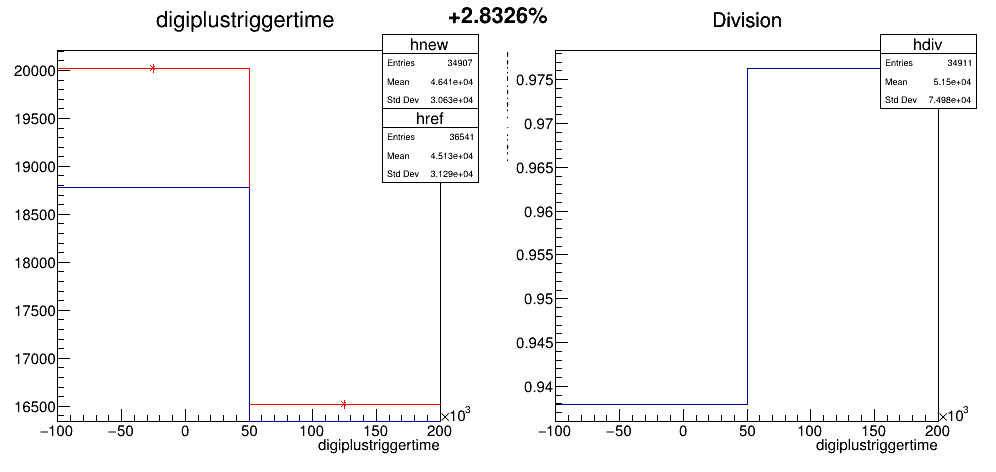 digiplustriggertime
+2.8326%
Division
hnew
Entries 34907
Mean 4.641e+04
Std Dev 3.063e+04
href
Entries 36541
Mean 4.513e+04
Std Dev 3.129e+04
20000
19500
19000
18500
18000
17500
17000
16500
−100 −50 0 50 100 150 200
×10³
digiplustriggertime
hdiv
Entries 34911
Mean 5.15e+04
Std Dev 7.498e+04
0.975
0.97
0.965
0.96
0.955
0.95
0.945
0.94
−100 −50 0 50 100 150 200
×10³
digiplustriggertime